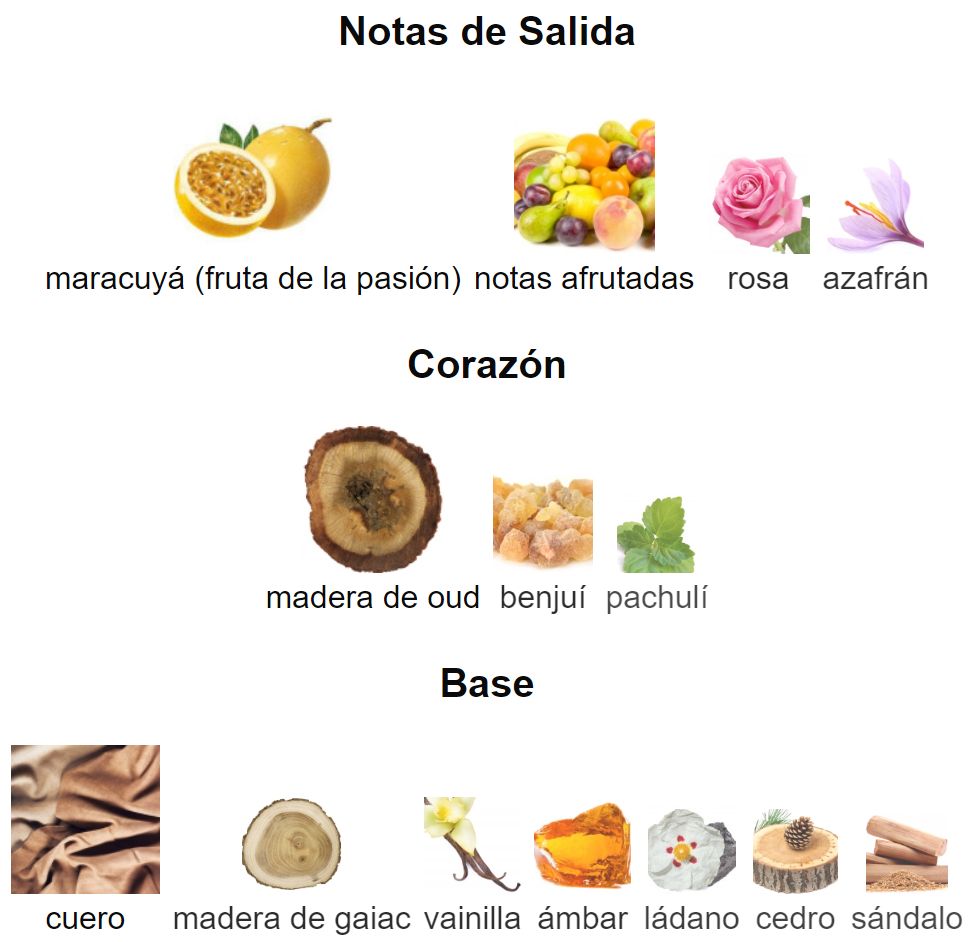 Notas de Salida
maracuyá (fruta de la pasión) notas afrutadas rosa azafrán
Corazón
madera de oud benjuí pachulí
Base
cuero madera de gaiac vainilla ámbar ládano cedro sándalo